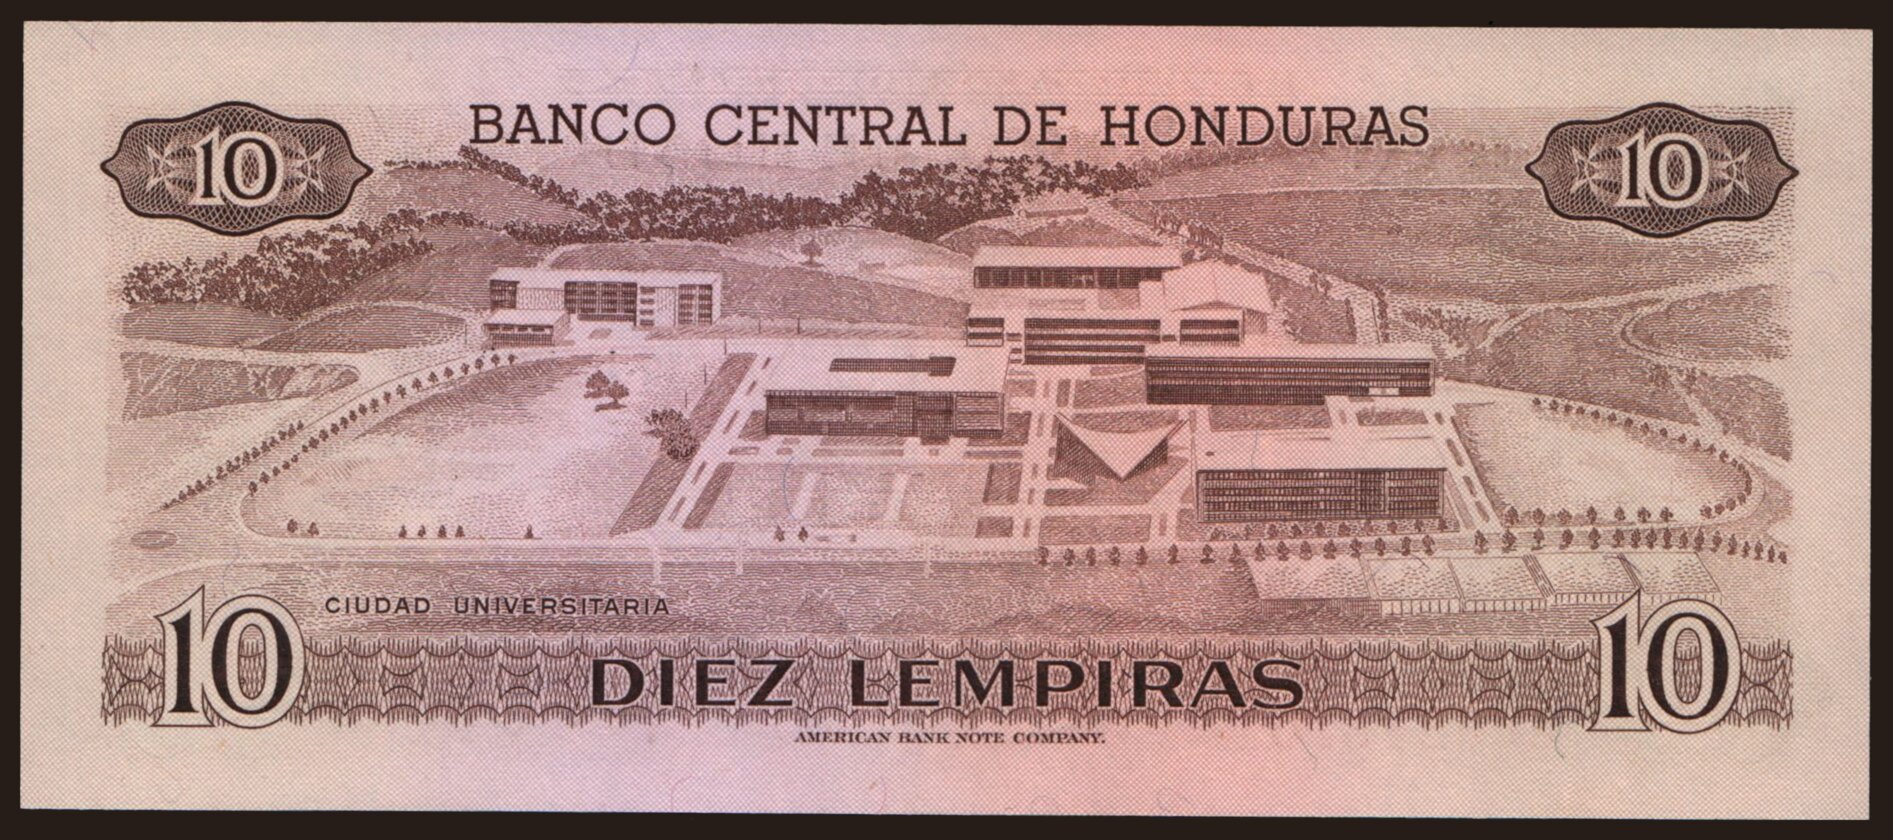 BANCO CENTRAL DE HONDURAS
10
10
CIUDAD UNIVERSITARIA
10
DIEZ LEMPIRAS
10
AMERICAN BANK NOTE COMPANY.